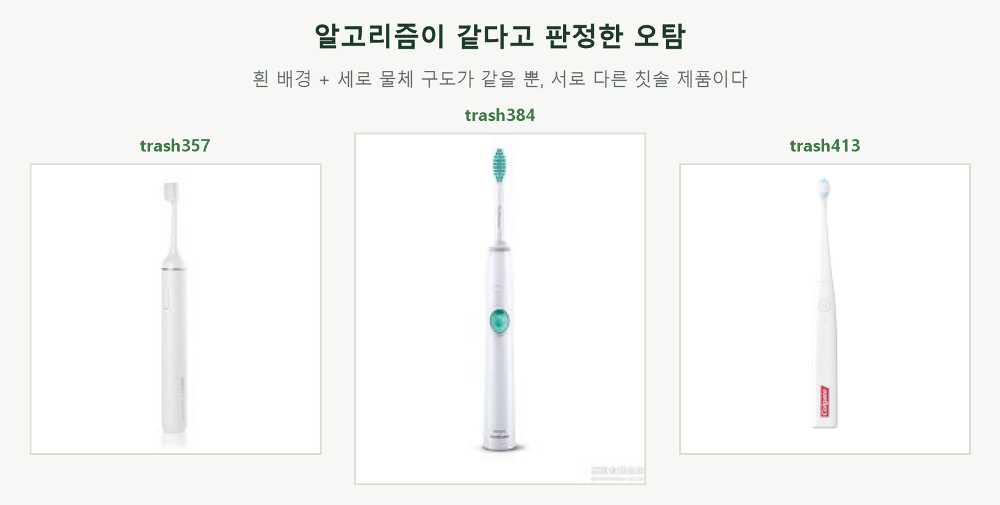 알고리즘이 같다고 판정한 오탐
흰 배경 + 세로 물체 구도가 같을 뿐, 서로 다른 칫솔 제품이다
trash384
trash357
trash413
Colgate